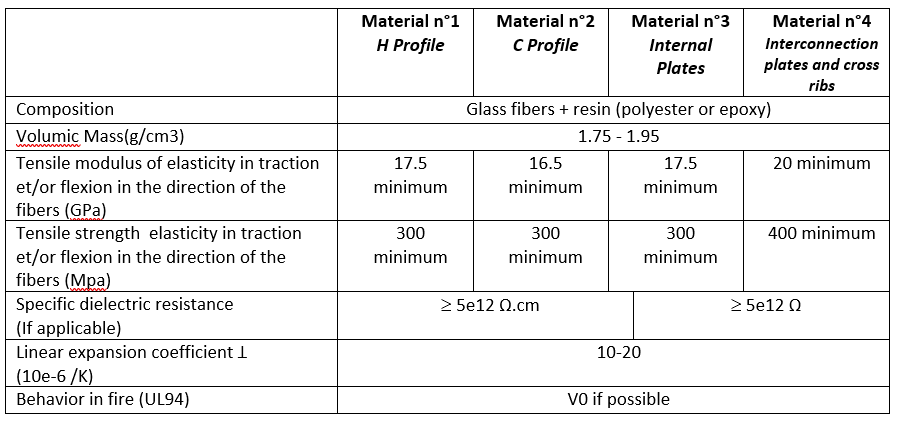 Material n°1 Material n°2 Material n°3 Material n°4
H Profile C Profile Internal Interconnection
Plates plates and cross
ribs
Composition Glass fibers + resin (polyester or epoxy)
Volumic Mass(g/cm3) 1.75 - 1.95
Tensile modulus of elasticity in traction 17.5 16.5 17.5 20 minimum
et/or flexion in the direction of the minimum minimum minimum
fibers (GPa)
Tensile strength elasticity in traction 300 300 300 400 minimum
et/or flexion in the direction of the minimum minimum minimum
fibers (Mpa)
Specific dielectric resistance ≥ 5e12 Ω.cm ≥ 5e12 Ω
(If applicable)
Linear expansion coefficient ⊥ 10-20
(10e-6 /K)
Behavior in fire (UL94) V0 if possible